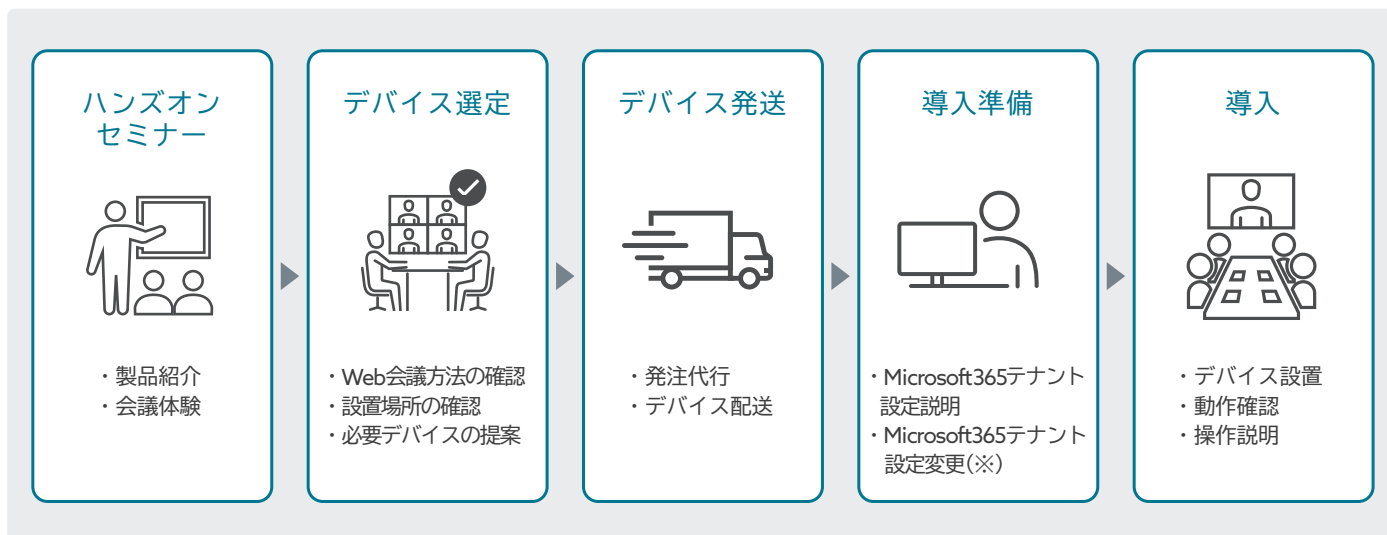 ハンズオン
セミナー
・製品紹介
・会議体験
デバイス選定
・Web会議方法の確認
・設置場所の確認
・必要デバイスの提案
デバイス発送
・発注代行
・デバイス配送
導入準備
・Microsoft365テナント
設定説明
・Microsoft365テナント
設定変更(※)
導入
・デバイス設置
・動作確認
・操作説明